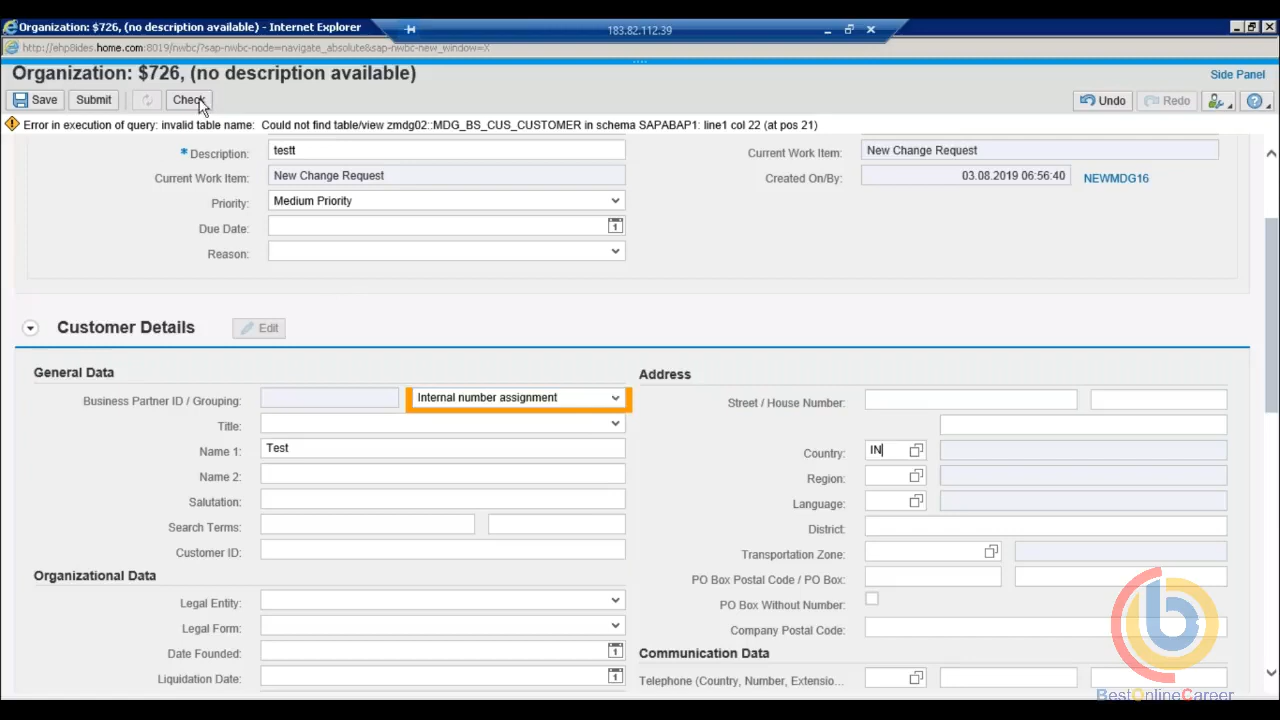 Organization: $726, (no description available) - Internet Explorer
183.82.112.39
http://ehp8ides.home.com:8019/nwbc/?sap-nwbc-node=navigate_absolute&sap-nwbc-new_window=X
Organization: $726, (no description available)
Side Panel
Save Submit Check Undo Redo
Error in execution of query: invalid table name: Could not find table/view zmdg02::MDG_BS_CUS_CUSTOMER in schema SAPABAP1: line1 col 22 (at pos 21)
* Description: testt
Current Work Item: New Change Request
Current Work Item: New Change Request
Created On/By: 03.08.2019 06:56:40 NEWMDG16
Priority: Medium Priority
Due Date:
Reason:
Customer Details Edit
General Data
Business Partner ID / Grouping: Internal number assignment
Title:
Name 1: Test
Name 2:
Salutation:
Search Terms:
Customer ID:
Organizational Data
Legal Entity:
Legal Form:
Date Founded:
Liquidation Date:
Address
Street / House Number:
Country: IN
Region:
Language:
District:
Transportation Zone:
PO Box Postal Code / PO Box:
PO Box Without Number:
Company Postal Code:
Communication Data
Telephone (Country, Number, Extensio...
b
BestOnlineCareer